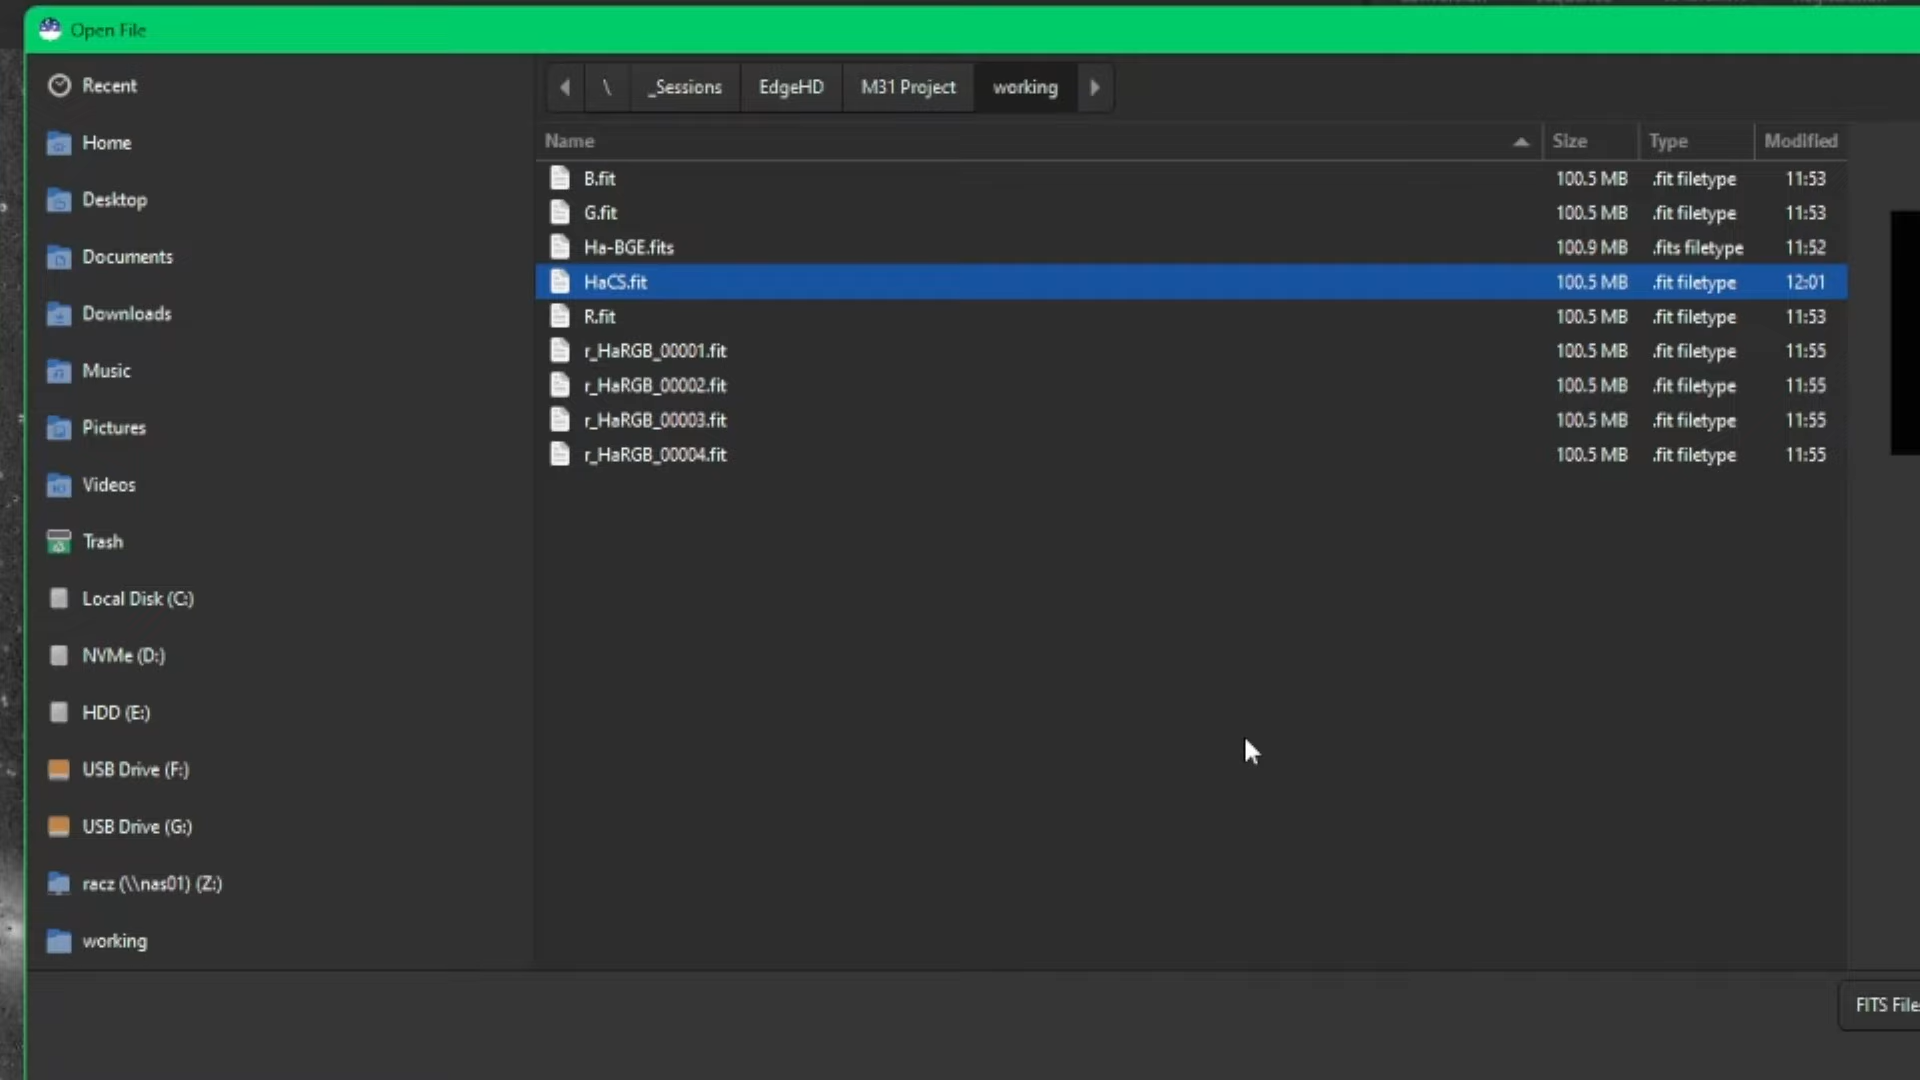 Open File
Recent
Home
Desktop
Documents
Downloads
Music
Pictures
Videos
Trash
Local Disk (C:)
NVMe (D:)
HDD (E:)
USB Drive (F:)
USB Drive (G:)
racz (\\nas01) (Z:)
working
\ _Sessions EdgeHD M31 Project working
Name Size Type Modified
B.fit 100.5 MB .fit filetype 11:53
G.fit 100.5 MB .fit filetype 11:53
Ha-BGE.fits 100.9 MB .fits filetype 11:52
HaCS.fit 100.5 MB .fit filetype 12:01
R.fit 100.5 MB .fit filetype 11:53
r_HaRGB_00001.fit 100.5 MB .fit filetype 11:55
r_HaRGB_00002.fit 100.5 MB .fit filetype 11:55
r_HaRGB_00003.fit 100.5 MB .fit filetype 11:55
r_HaRGB_00004.fit 100.5 MB .fit filetype 11:55
FITS File